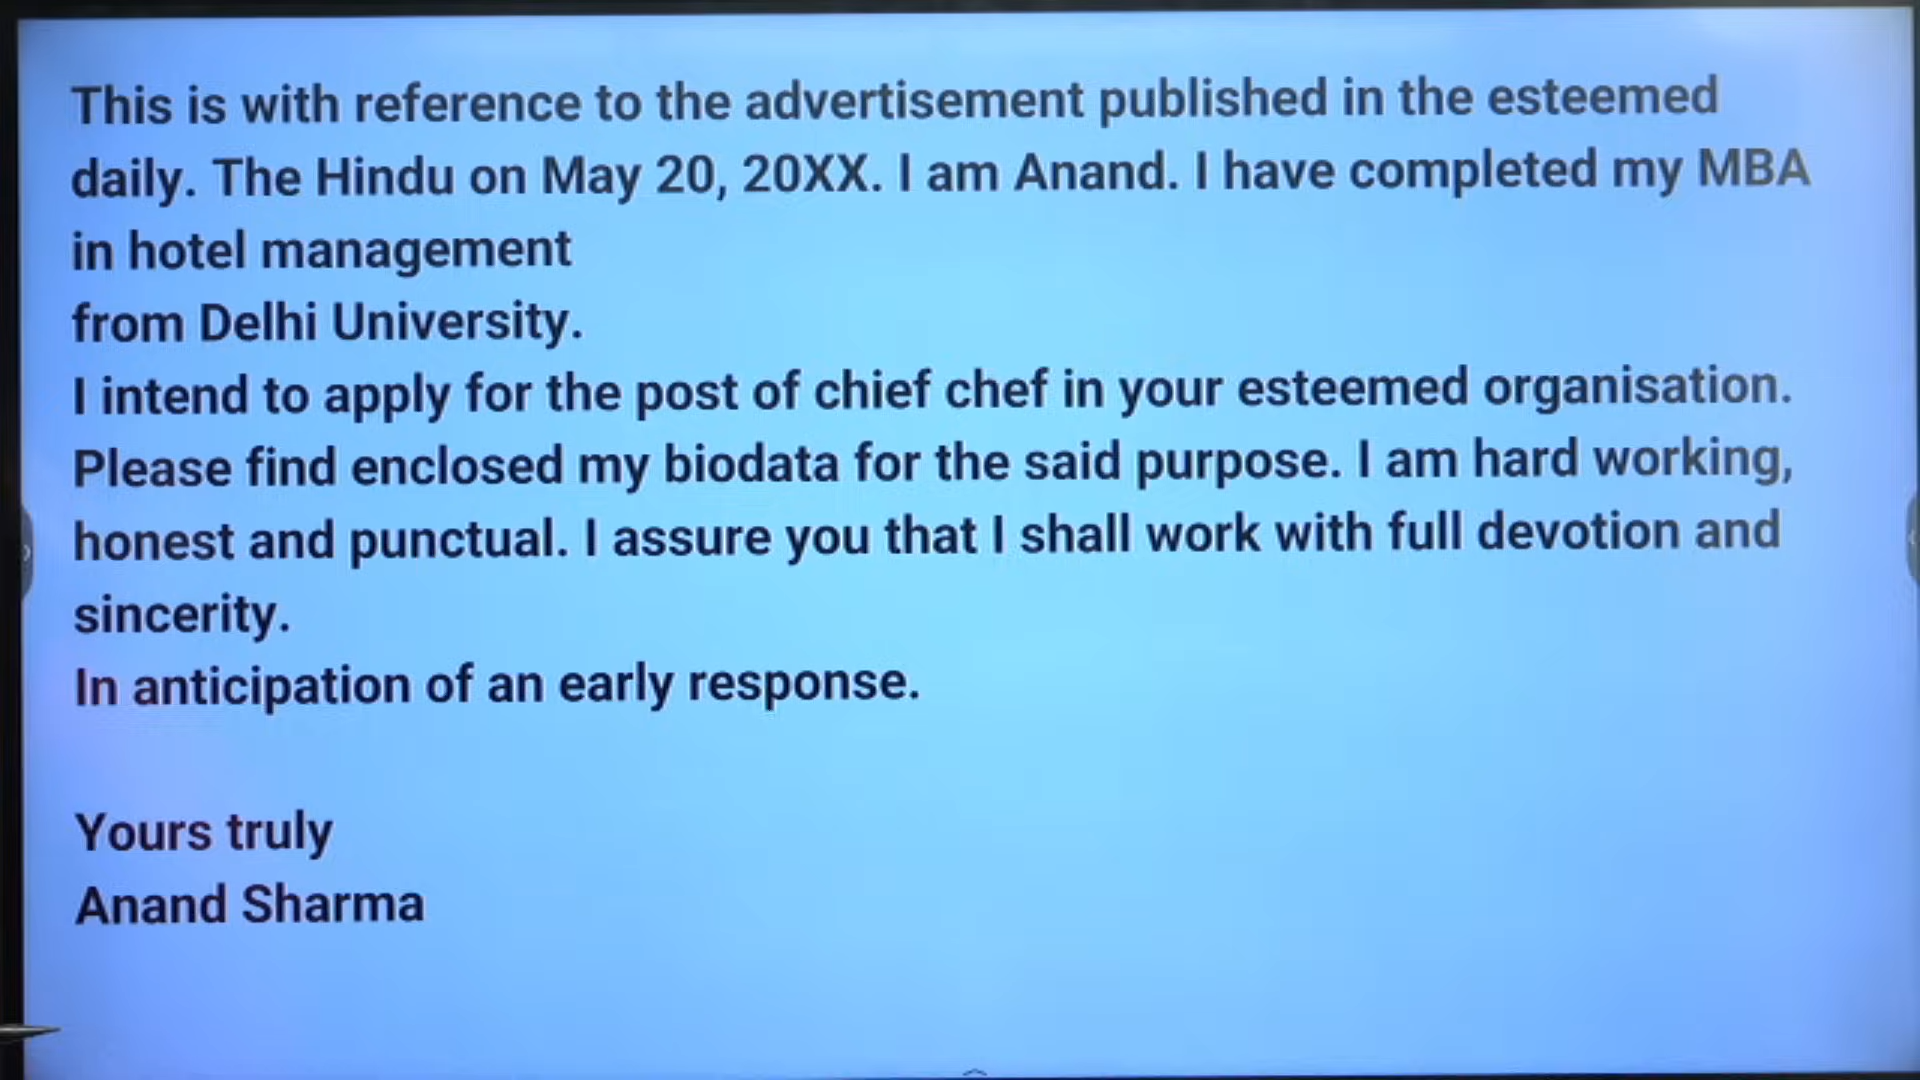 This is with reference to the advertisement published in the esteemed
daily. The Hindu on May 20, 20XX. I am Anand. I have completed my MBA
in hotel management
from Delhi University.
I intend to apply for the post of chief chef in your esteemed organisation.
Please find enclosed my biodata for the said purpose. I am hard working,
honest and punctual. I assure you that I shall work with full devotion and
sincerity.
In anticipation of an early response.
Yours truly
Anand Sharma